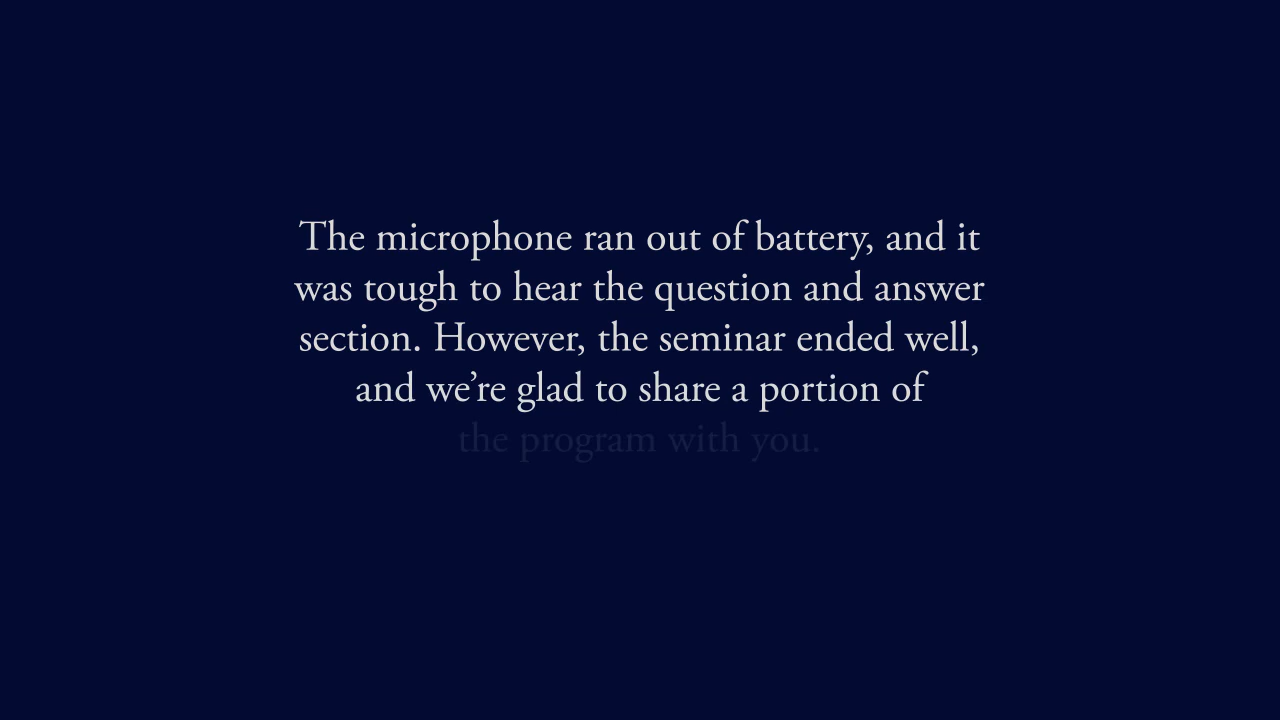 The microphone ran out of battery, and it
was tough to hear the question and answer
section. However, the seminar ended well,
and we’re glad to share a portion of
the program with you.